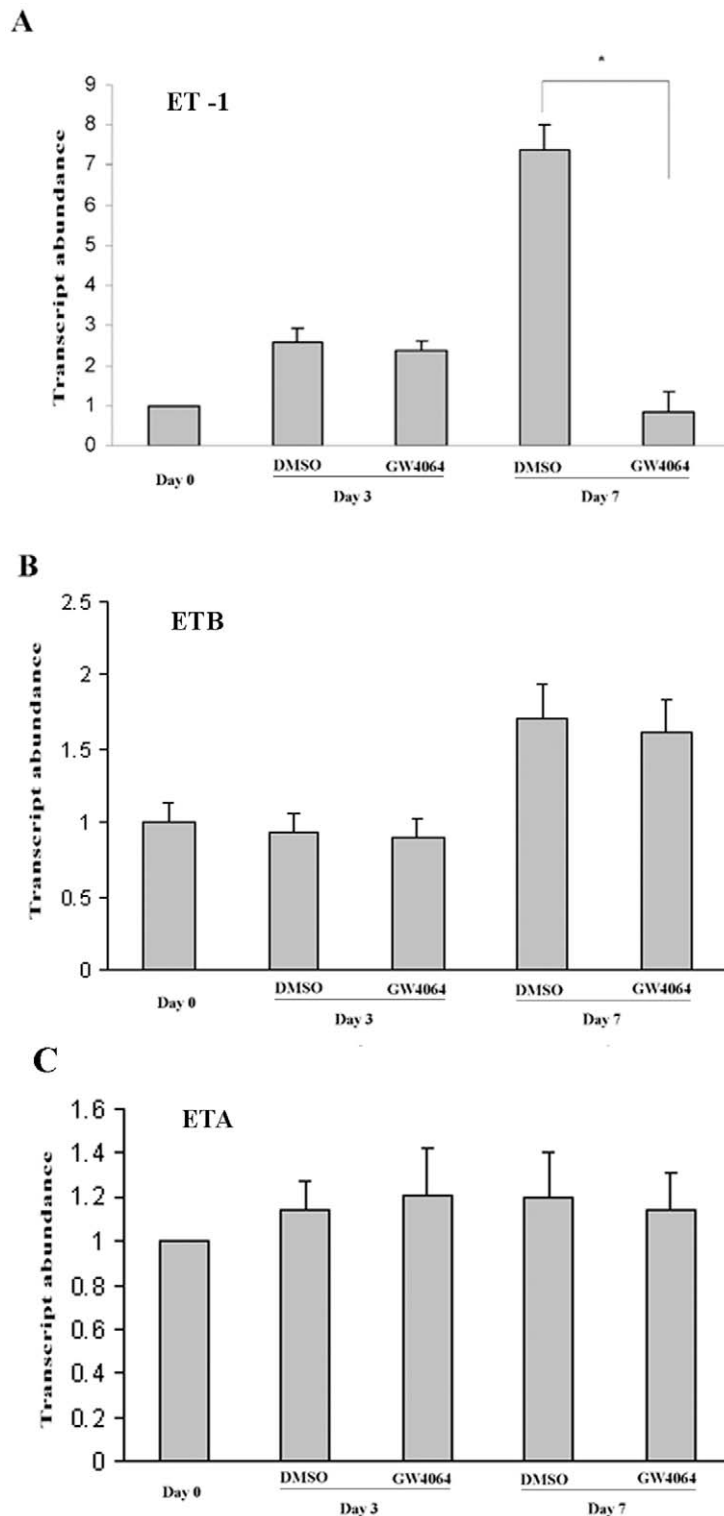 A
ET -1
*
Transcript abundance
9
8
7
6
5
4
3
2
1
0
Day 0
DMSO GW4064
Day 3
DMSO GW4064
Day 7
B
ETB
Transcript abundance
2.5
2
1.5
1
0.5
0
Day 0
DMSO GW4064
Day 3
DMSO GW4064
Day 7
C
ETA
Transcript abundance
1.6
1.4
1.2
1
0.8
0.6
0.4
0.2
0
Day 0
DMSO GW4064
Day 3
DMSO GW4064
Day 7